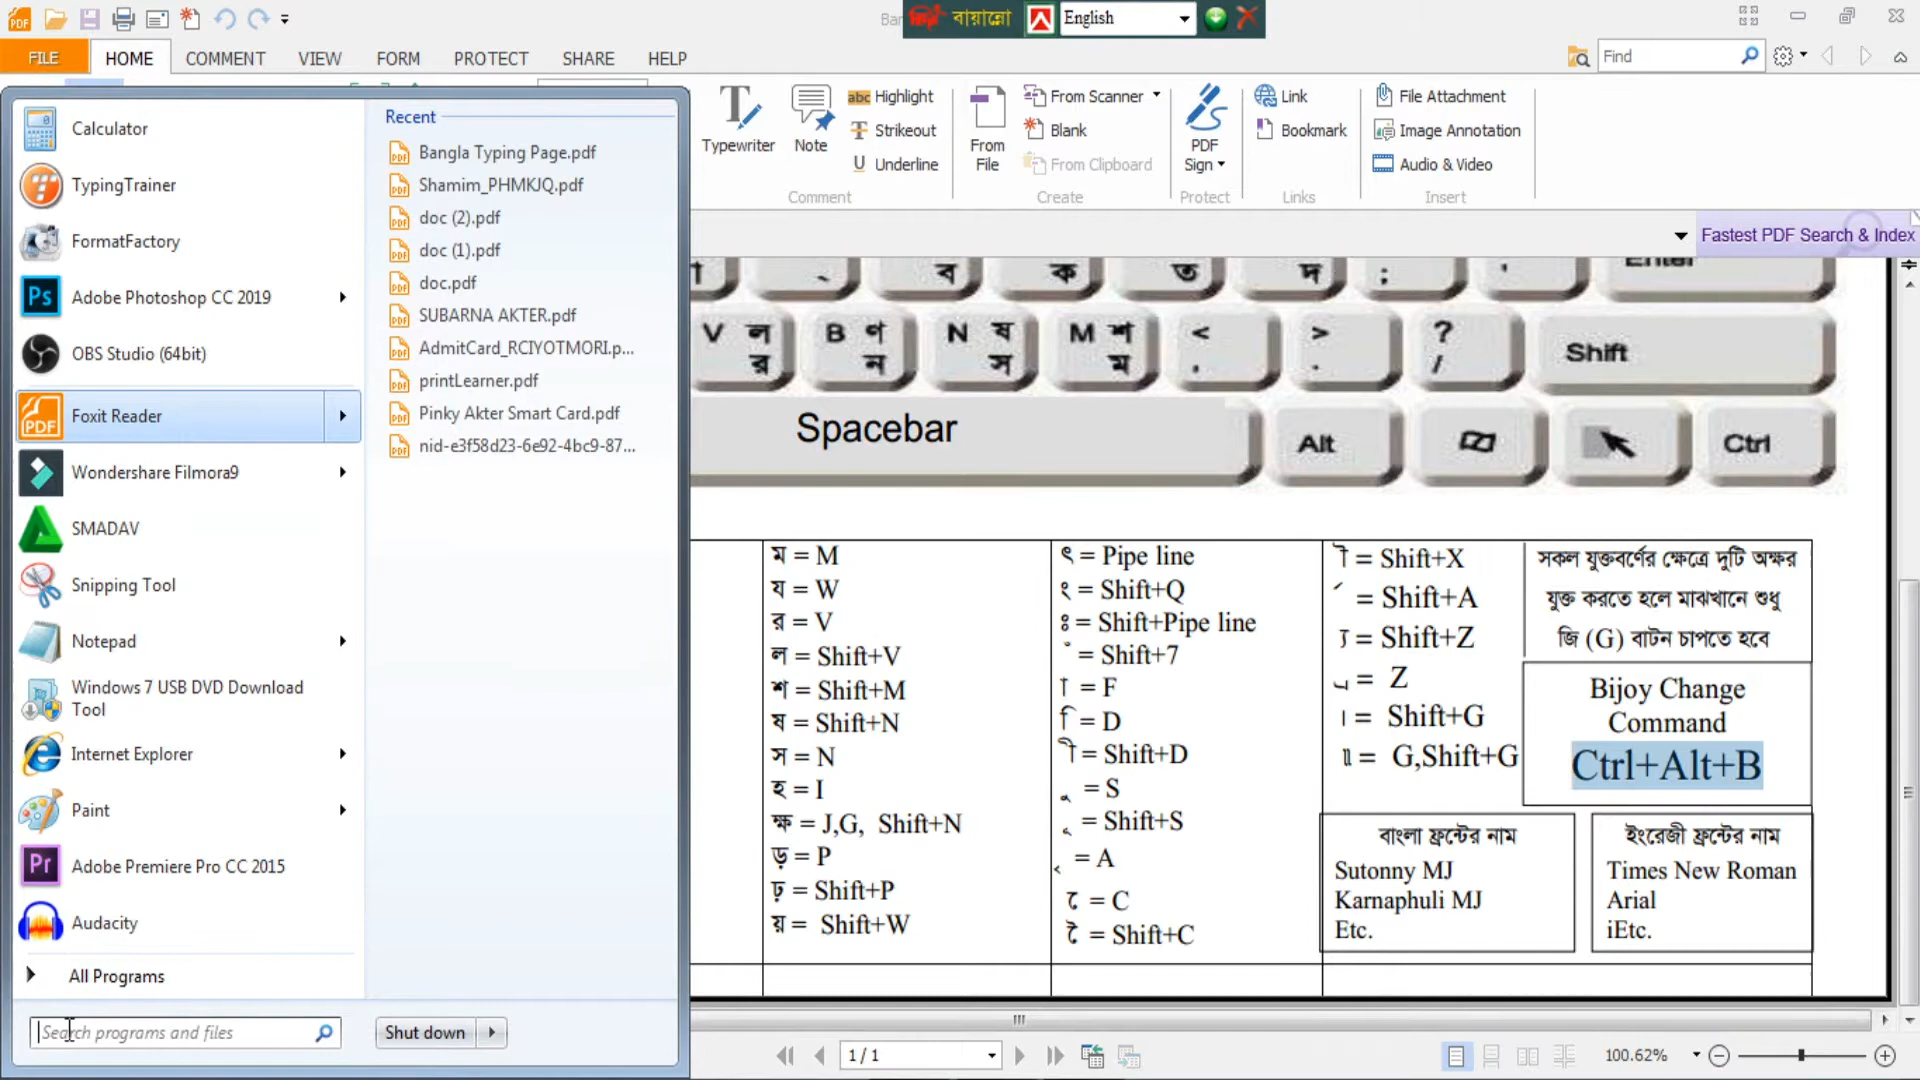 বায়ান্নো
English
FILE
HOME
COMMENT
VIEW
FORM
PROTECT
SHARE
HELP
Find
Typewriter
Note
abc Highlight
Strikeout
Underline
Comment
From File
From Scanner
Blank
From Clipboard
Create
PDF Sign
Protect
Link
Bookmark
Links
File Attachment
Image Annotation
Audio & Video
Insert
Fastest PDF Search & Index
Calculator
TypingTrainer
FormatFactory
Ps Adobe Photoshop CC 2019
OBS Studio (64bit)
PDF Foxit Reader
Wondershare Filmora9
SMADAV
Snipping Tool
Notepad
Windows 7 USB DVD Download
Tool
Internet Explorer
Paint
Pr Adobe Premiere Pro CC 2015
Audacity
All Programs
Search programs and files
Shut down
Recent
Bangla Typing Page.pdf
Shamim_PHMKJQ.pdf
doc (2).pdf
doc (1).pdf
doc.pdf
SUBARNA AKTER.pdf
AdmitCard_RCIYOTMORI.p...
printLearner.pdf
Pinky Akter Smart Card.pdf
nid-e3f58d23-6e92-4bc9-87...
ব ক ত দ ; ' Enter
V ল র
B ণ ন
N ষ স
M শ ম
< ,
> .
? /
Shift
Spacebar
Alt
Ctrl
ম = M
য = W
র = V
ল = Shift+V
শ = Shift+M
ষ = Shift+N
স = N
হ = I
ক্ষ = J,G, Shift+N
ড় = P
ঢ় = Shift+P
য় = Shift+W
ৎ = Pipe line
ং = Shift+Q
ঃ = Shift+Pipe line
ঁ = Shift+7
া = F
ি = D
ী = Shift+D
ু = S
ূ = Shift+S
ৃ = A
ে = C
ৈ = Shift+C
ৗ = Shift+X
র্ = Shift+A
্য = Shift+Z
্র = Z
। = Shift+G
॥ = G,Shift+G
সকল যুক্তবর্ণের ক্ষেত্রে দুটি অক্ষর
যুক্ত করতে হলে মাঝখানে শুধু
জি (G) বাটন চাপতে হবে
Bijoy Change
Command
Ctrl+Alt+B
বাংলা ফ্রন্টের নাম
Sutonny MJ
Karnaphuli MJ
Etc.
ইংরেজী ফ্রন্টের নাম
Times New Roman
Arial
iEtc.
1 / 1
100.62%